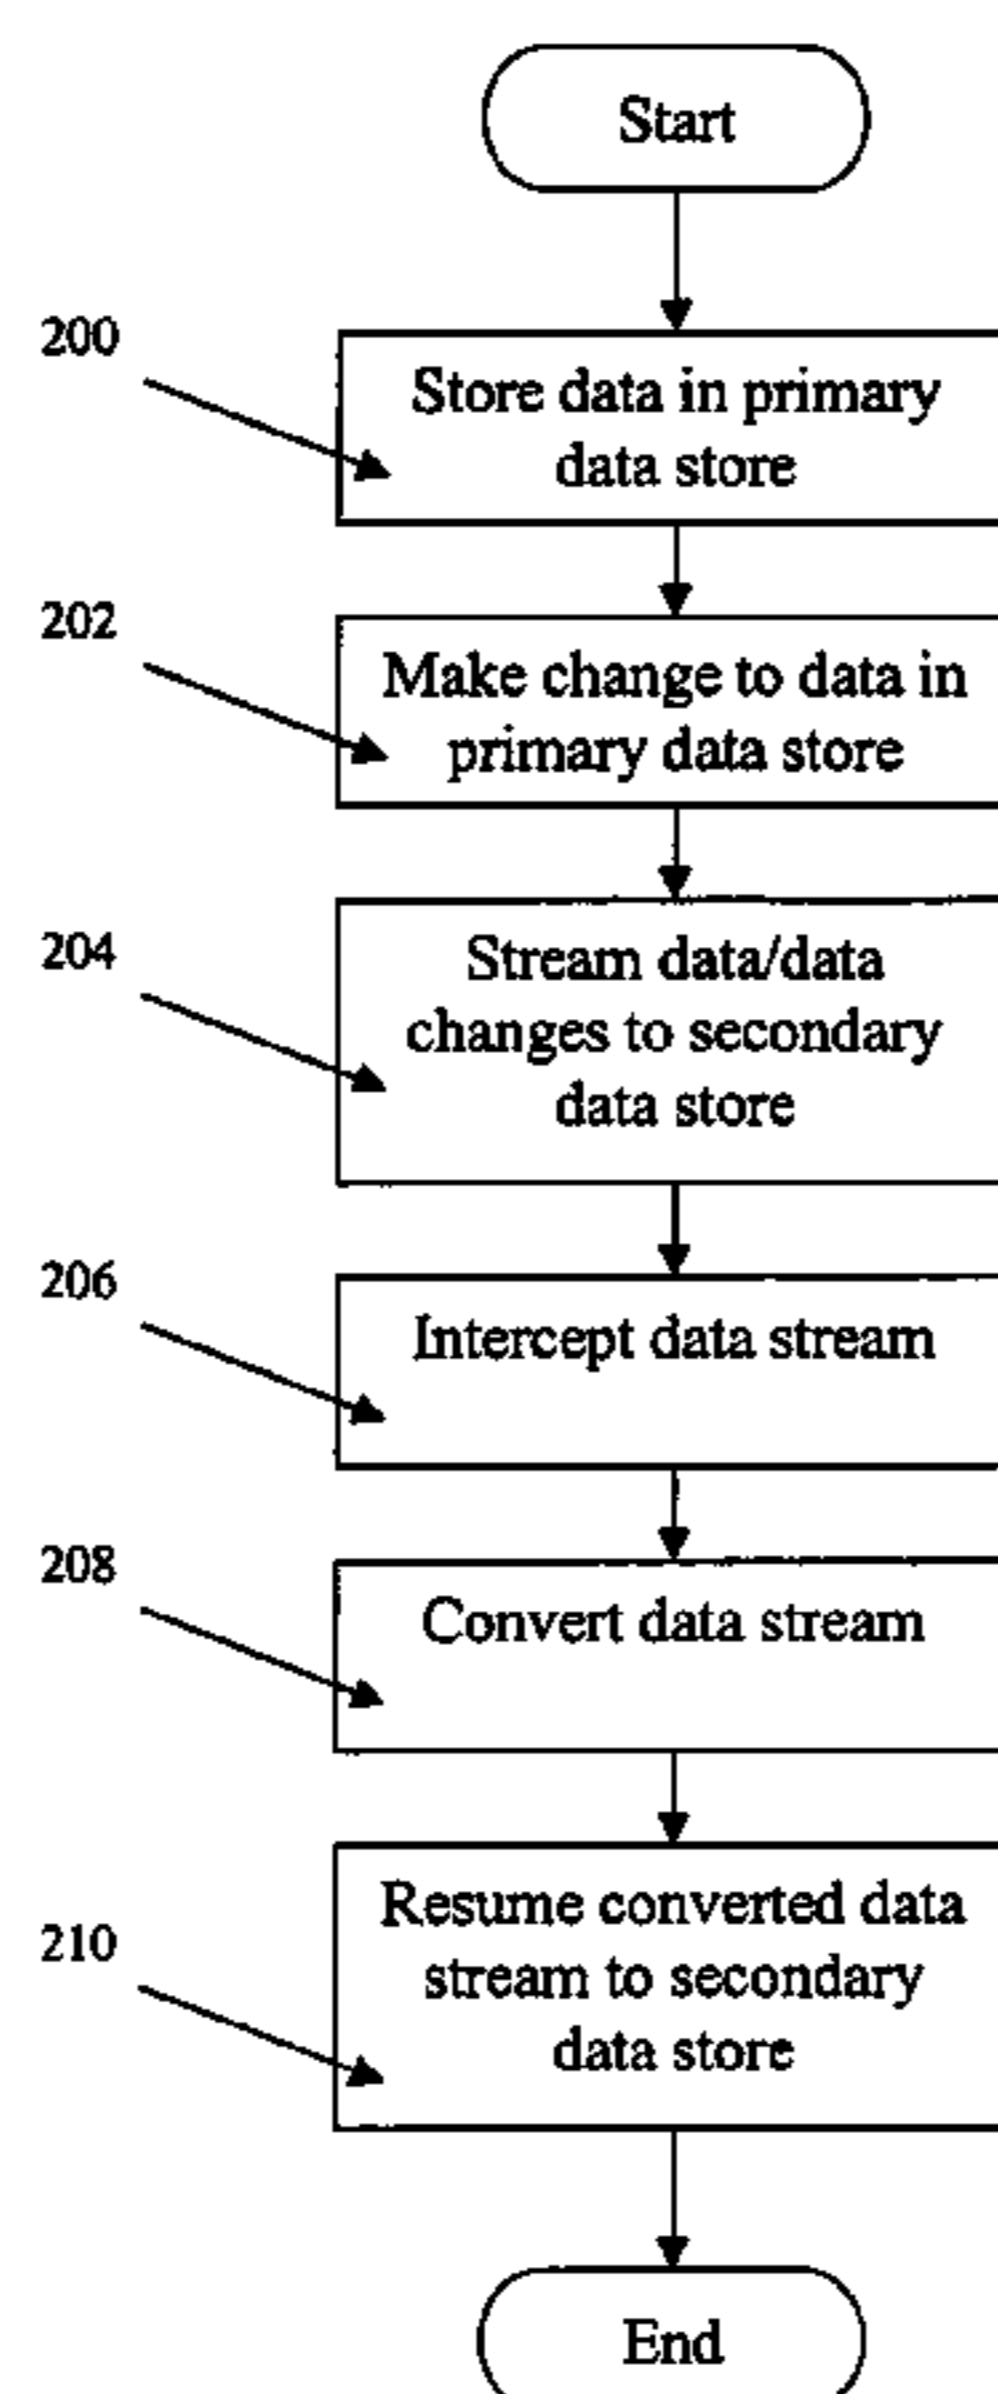 Start
200
Store data in primary
data store
202
Make change to data in
primary data store
204
Stream data/data
changes to secondary
data store
206
Intercept data stream
208
Convert data stream
210
Resume converted data
stream to secondary
data store
End